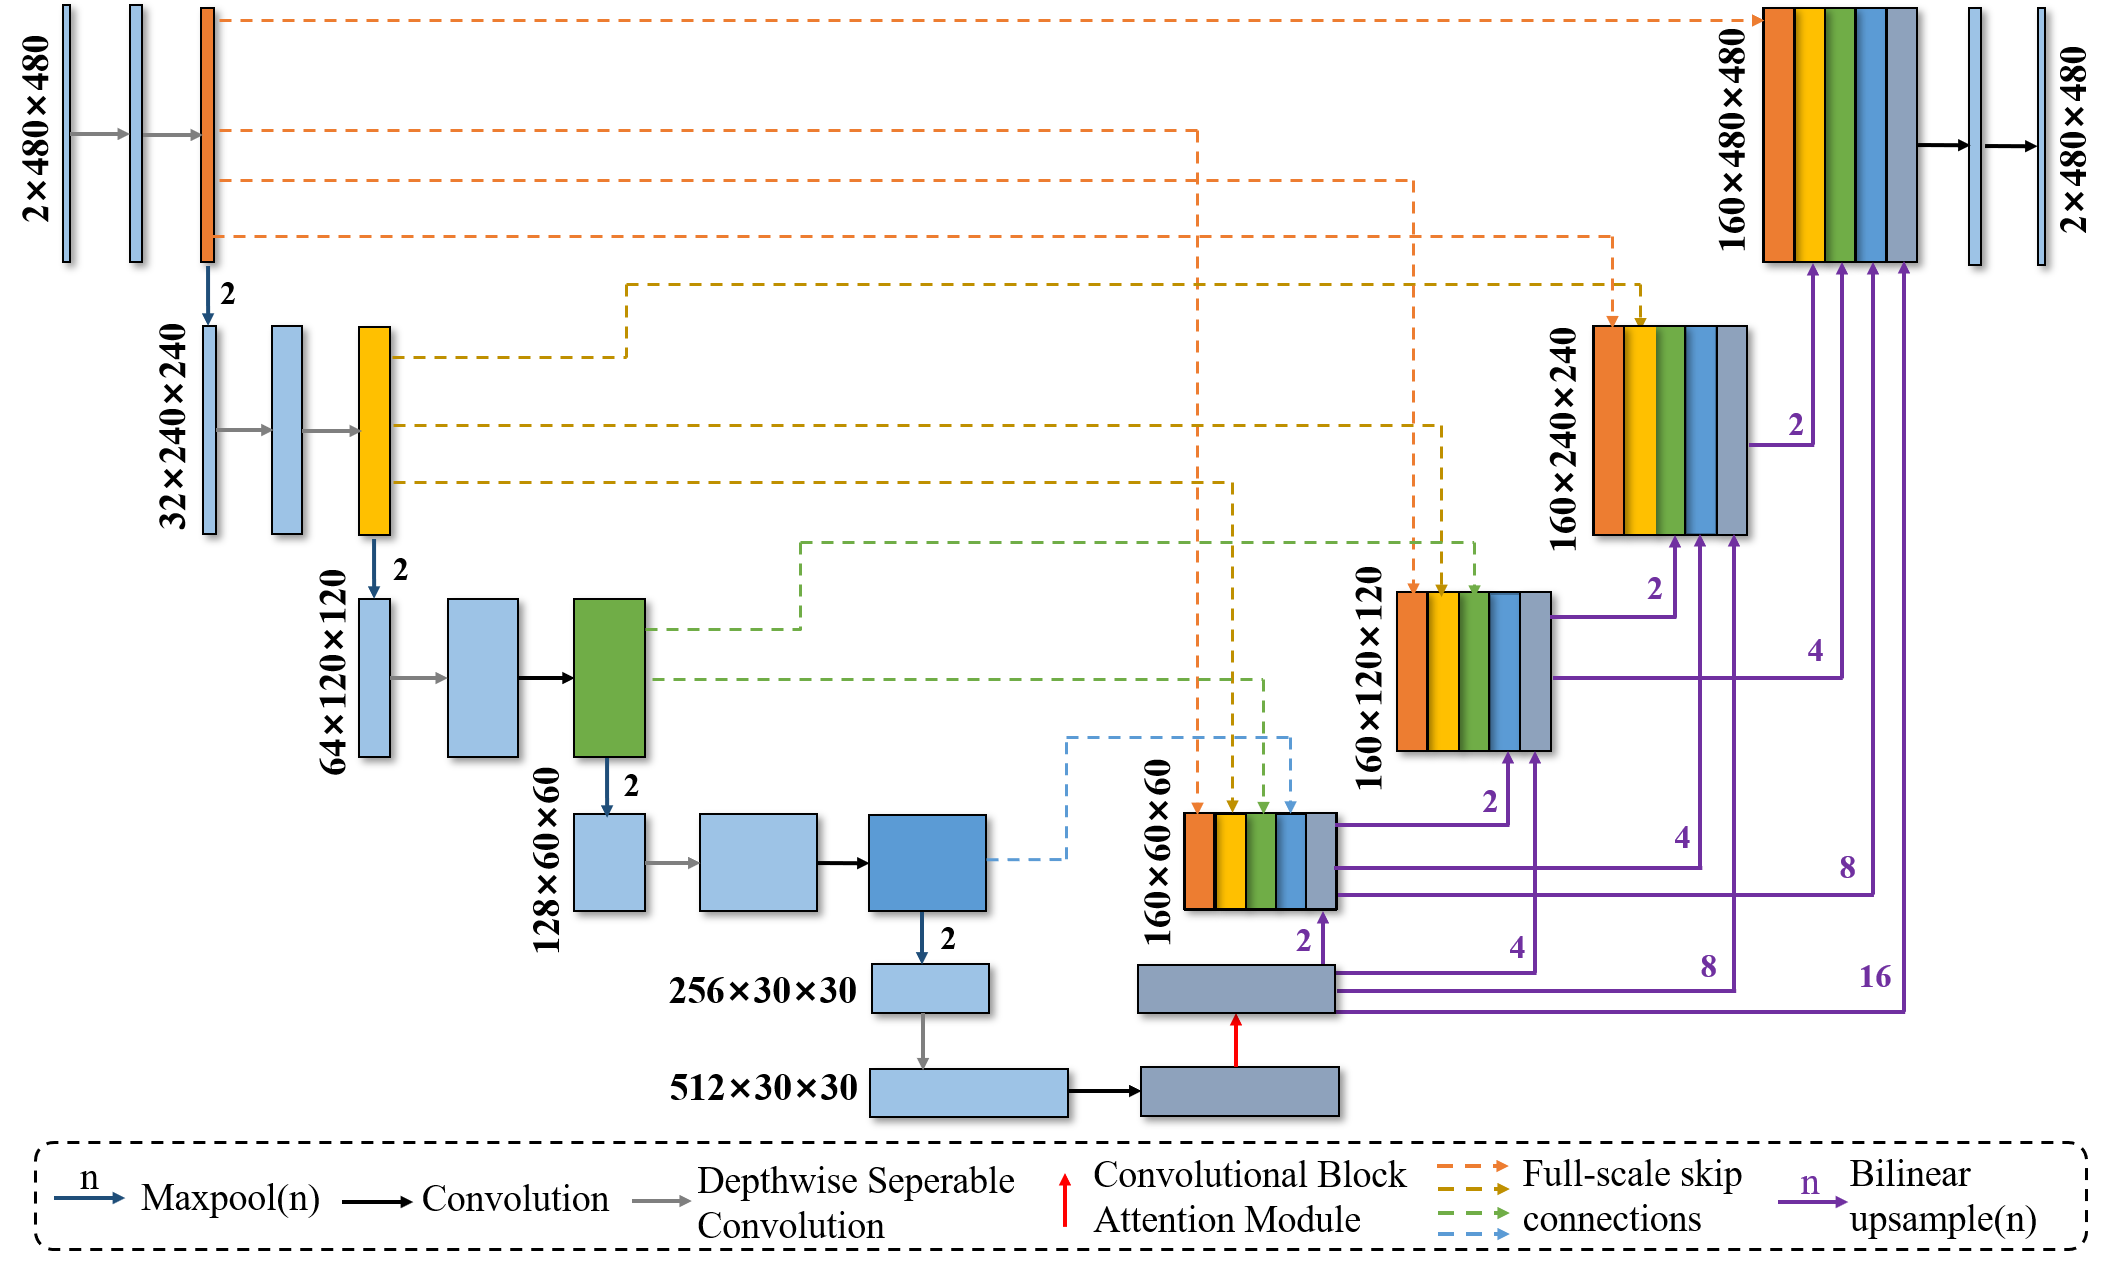 2×480×480
160×480×480
2×480×480
2
32×240×240
160×240×240
2
2
64×120×120
160×120×120
2
4
2
128×60×60
160×60×60
2
4
8
2
2
4
8
16
256×30×30
512×30×30
n
Maxpool(n)
Convolution
Depthwise Seperable
Convolution
Convolutional Block
Attention Module
Full-scale skip
connections
n
Bilinear
upsample(n)